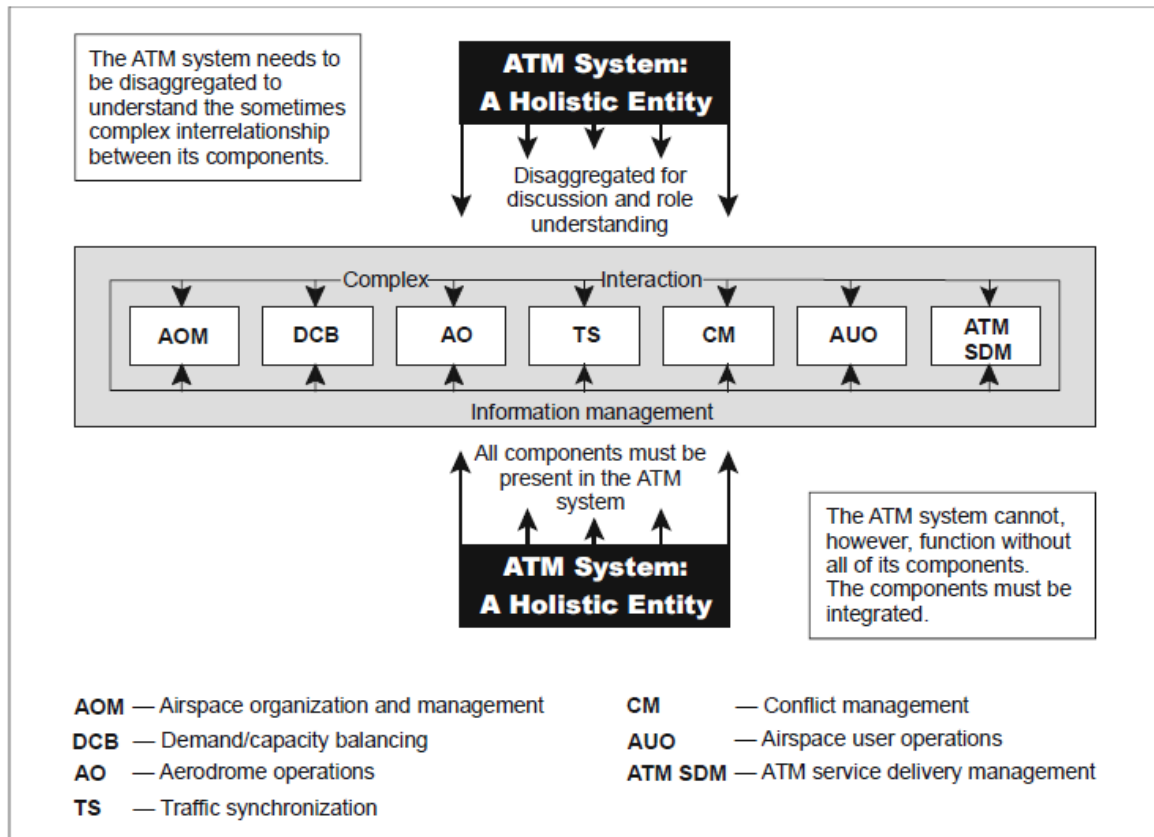 The ATM system needs to
be disaggregated to
understand the sometimes
complex interrelationship
between its components.
ATM System:
A Holistic Entity
Disaggregated for
discussion and role
understanding
Complex Interaction
AOM DCB AO TS CM AUO ATM SDM
Information management
All components must be
present in the ATM
system
ATM System:
A Holistic Entity
The ATM system cannot,
however, function without
all of its components.
The components must be
integrated.
AOM — Airspace organization and management
DCB — Demand/capacity balancing
AO — Aerodrome operations
TS — Traffic synchronization
CM — Conflict management
AUO — Airspace user operations
ATM SDM — ATM service delivery management